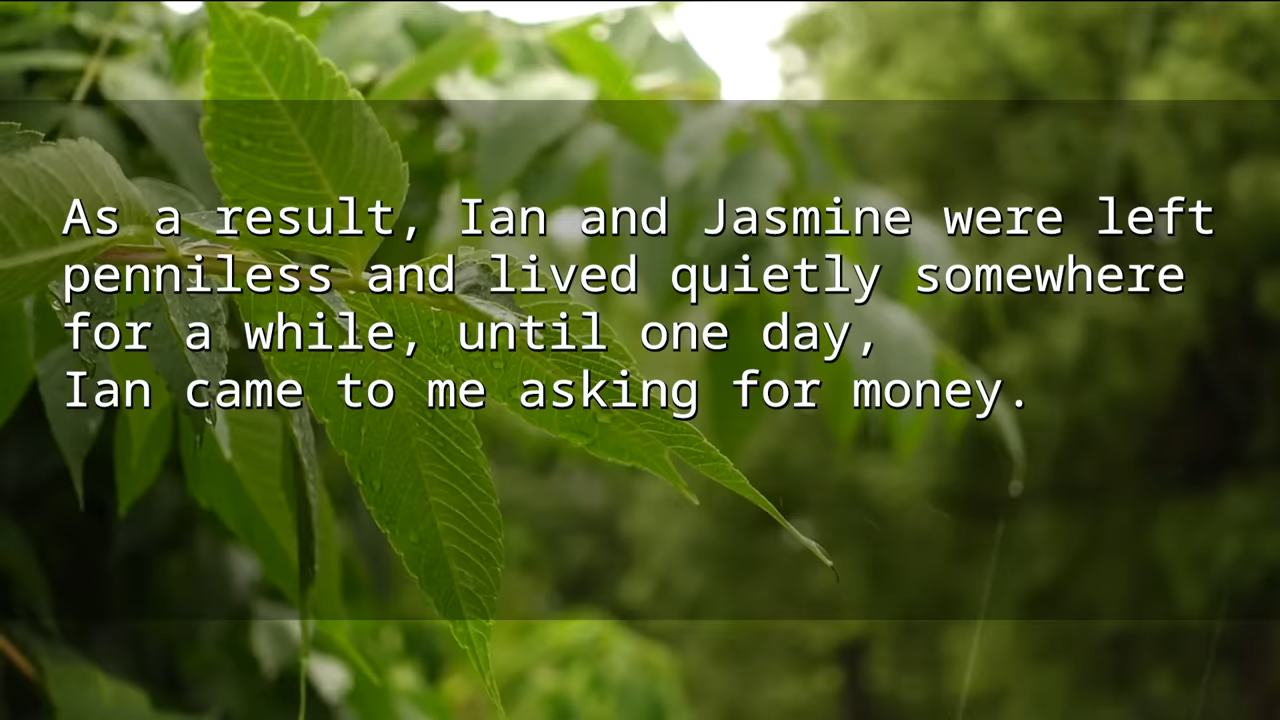 As a result, Ian and Jasmine were left
penniless and lived quietly somewhere
for a while, until one day,
Ian came to me asking for money.